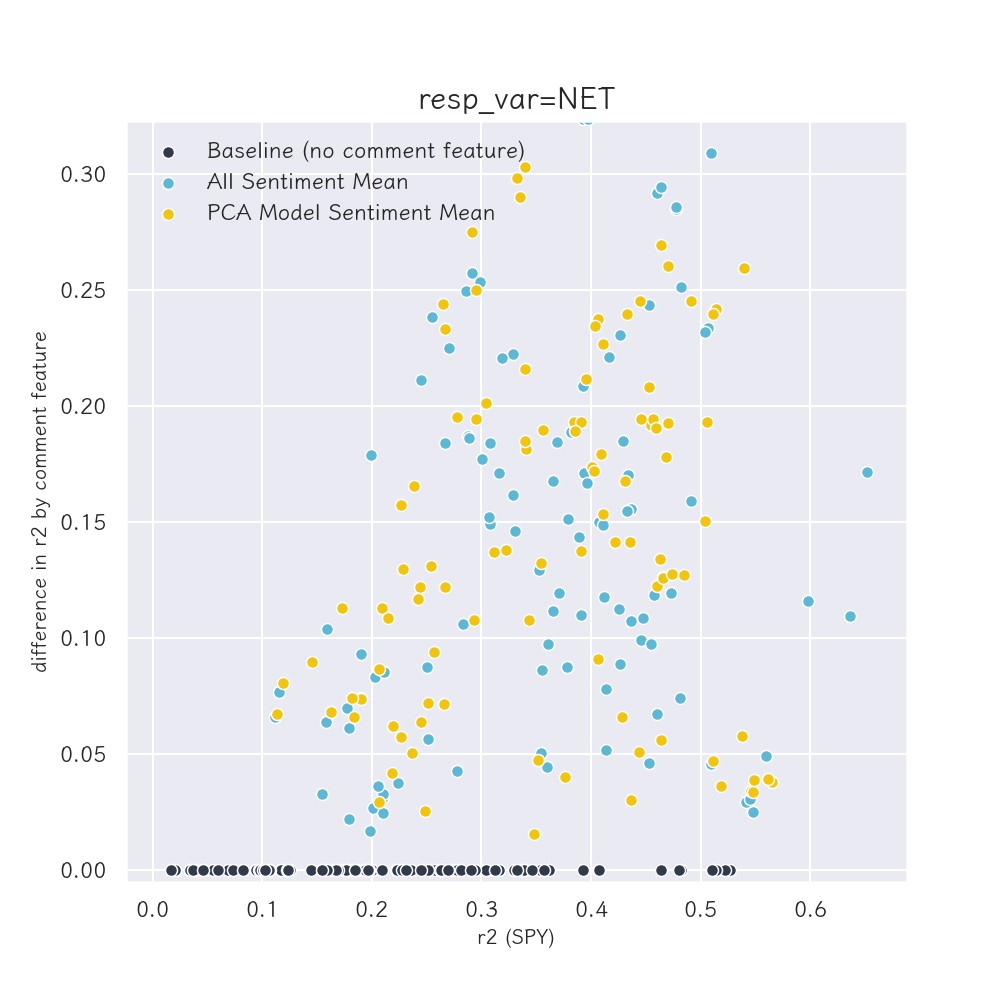 resp_var=NET
Baseline (no comment feature)
All Sentiment Mean
PCA Model Sentiment Mean
0.30
0.25
0.20
0.15
0.10
0.05
0.00
difference in r2 by comment feature
0.0 0.1 0.2 0.3 0.4 0.5 0.6
r2 (SPY)